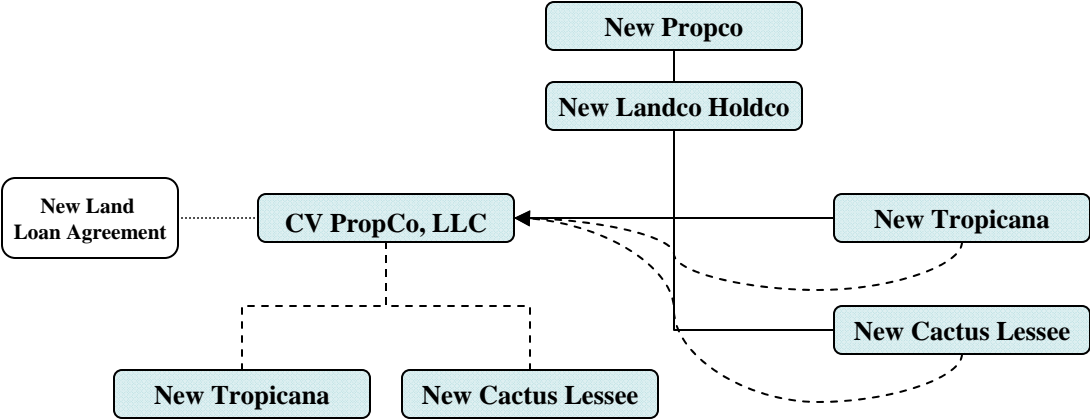 New Propco
New Landco Holdco
New Land
Loan Agreement
CV PropCo, LLC
New Tropicana
New Cactus Lessee
New Tropicana
New Cactus Lessee